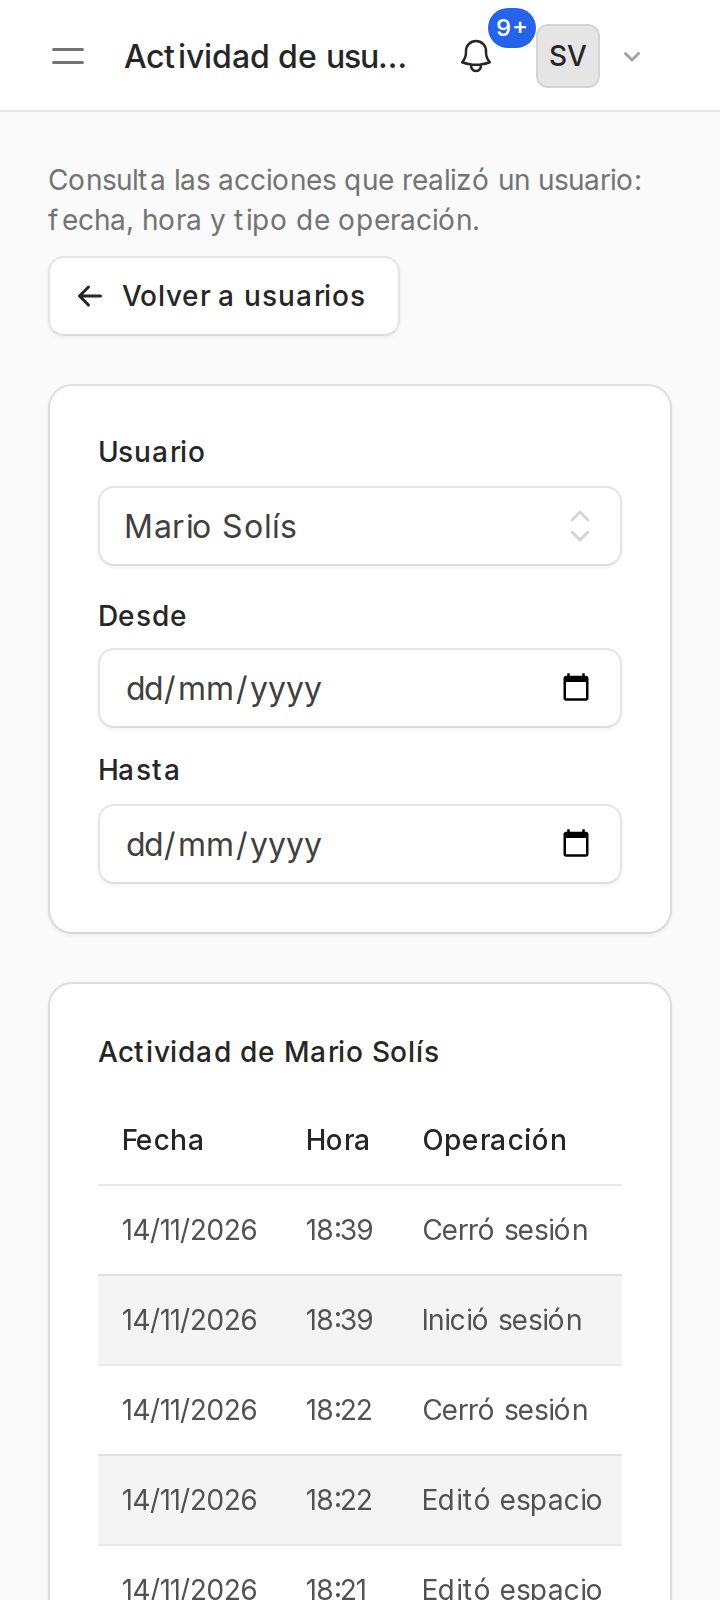 Actividad de usu...
9+
SV
Consulta las acciones que realizó un usuario:
fecha, hora y tipo de operación.
Volver a usuarios
Usuario
Mario Solís
Desde
dd/mm/yyyy
Hasta
dd/mm/yyyy
Actividad de Mario Solís
Fecha Hora Operación
14/11/2026 18:39 Cerró sesión
14/11/2026 18:39 Inició sesión
14/11/2026 18:22 Cerró sesión
14/11/2026 18:22 Editó espacio
14/11/2026 18:21 Editó espacio